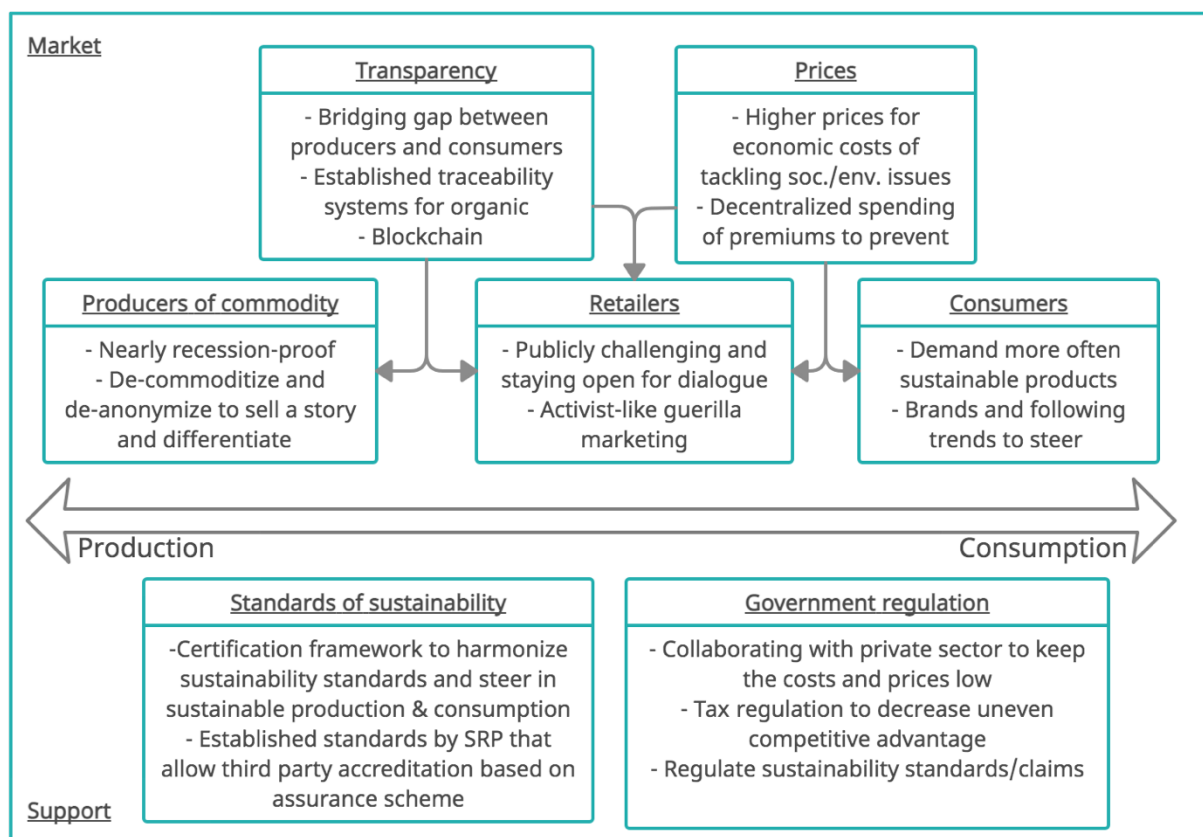 Market
Transparency
- Bridging gap between
producers and consumers
- Established traceability
systems for organic
- Blockchain
Prices
- Higher prices for
economic costs of
tackling soc./env. issues
- Decentralized spending
of premiums to prevent
Producers of commodity
- Nearly recession-proof
- De-commoditize and
de-anonymize to sell a story
and differentiate
Retailers
- Publicly challenging and
staying open for dialogue
- Activist-like guerilla
marketing
Consumers
- Demand more often
sustainable products
- Brands and following
trends to steer
Production
Consumption
Standards of sustainability
-Certification framework to harmonize
sustainability standards and steer in
sustainable production & consumption
- Established standards by SRP that
allow third party accreditation based on
assurance scheme
Government regulation
- Collaborating with private sector to keep
the costs and prices low
- Tax regulation to decrease uneven
competitive advantage
- Regulate sustainability standards/claims
Support